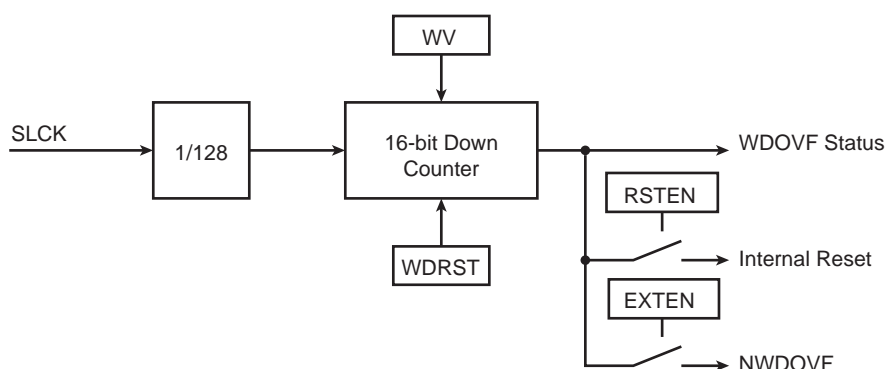 WV
SLCK
1/128
16-bit Down
Counter
WDOVF Status
RSTEN
WDRST
Internal Reset
EXTEN
NWDOVF